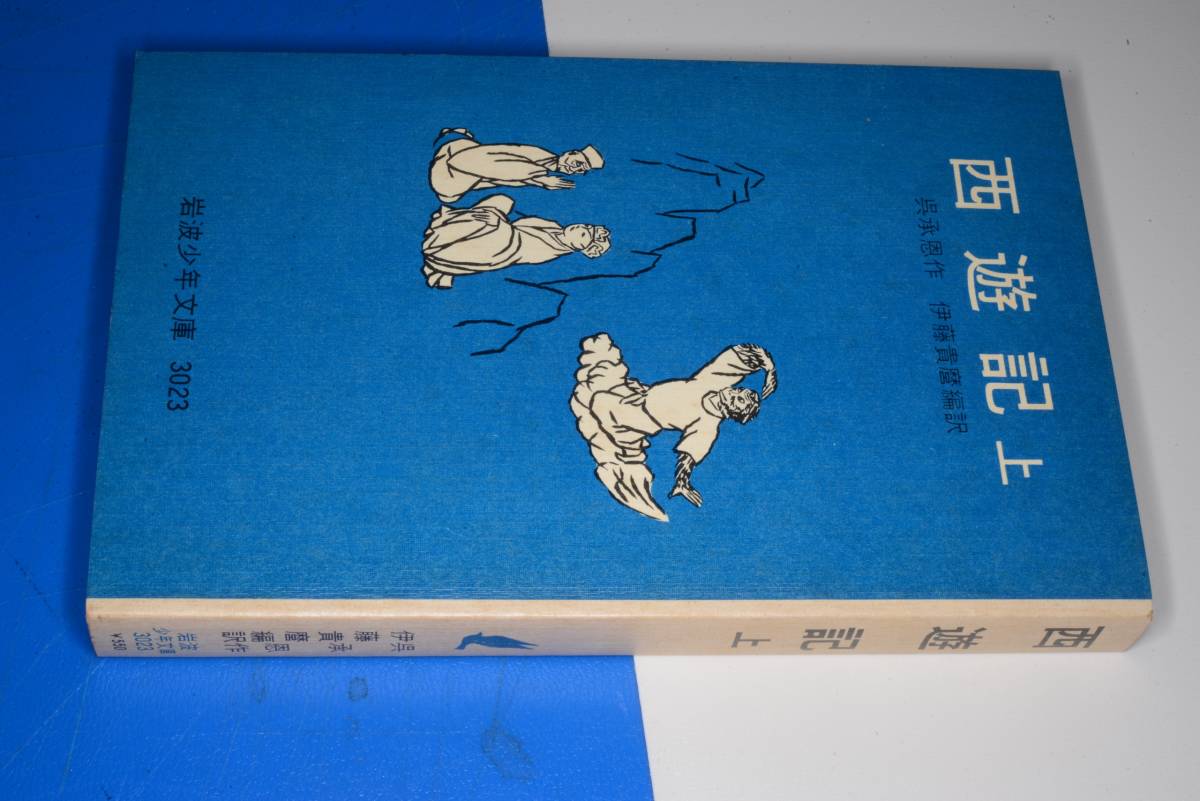 西遊記上
呉承恩作 伊藤貴麿編訳
岩波少年文庫 3023
西遊記 上
呉承恩作
伊藤貴麿編訳
岩波
少年文庫
3023
¥550